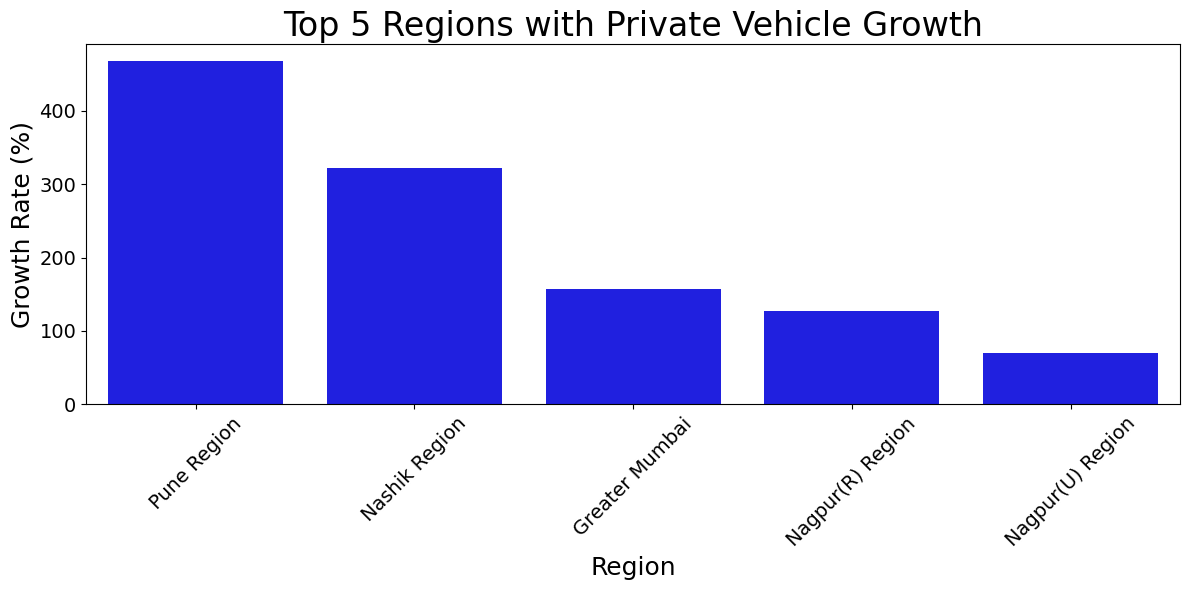 Top 5 Regions with Private Vehicle Growth
Growth Rate (%)
400
300
200
100
0
Pune Region
Nashik Region
Greater Mumbai
Nagpur(R) Region
Nagpur(U) Region
Region